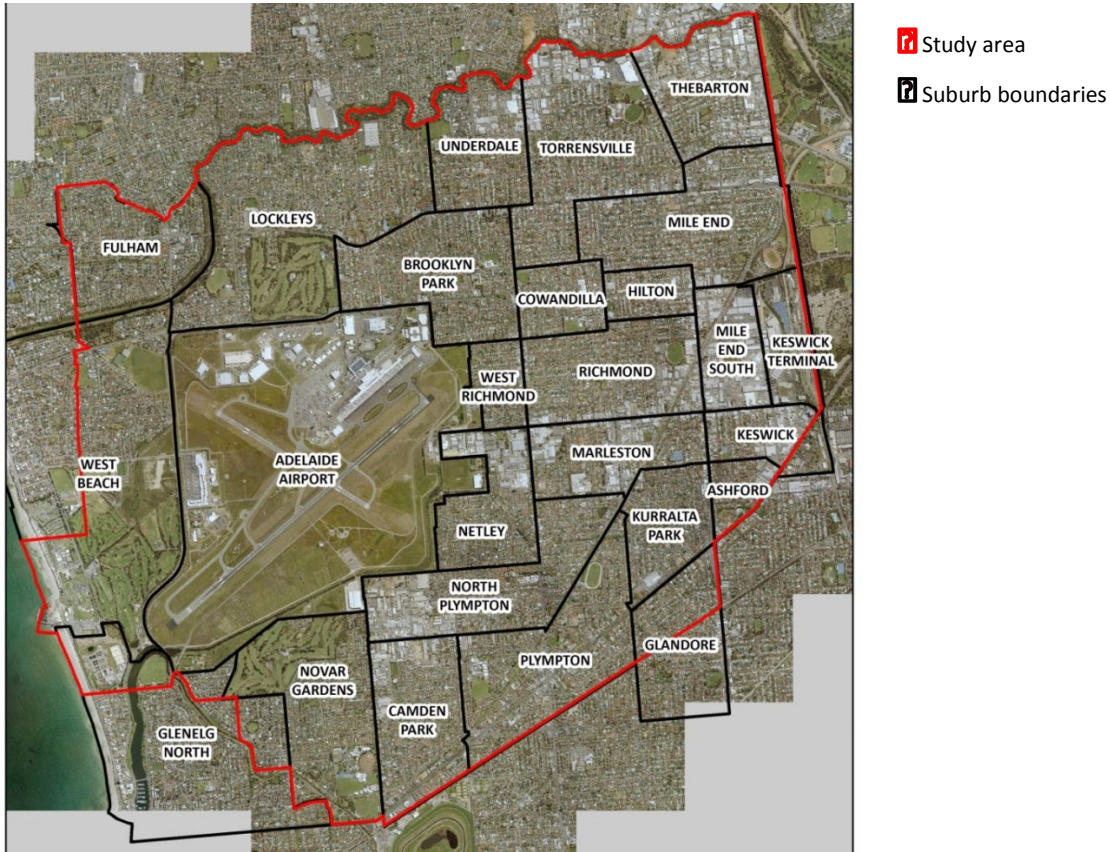 Study area
Suburb boundaries
THEBARTON
UNDERDALE
TORRENSVILLE
LOCKLEYS
MILE END
FULHAM
BROOKLYN
PARK
COWANDILLA
HILTON
MILE
END
SOUTH
KESWICK
TERMINAL
WEST
RICHMOND
RICHMOND
KESWICK
MARLESTON
ADELAIDE
AIRPORT
WEST
BEACH
ASHFORD
KURRALTA
PARK
NETLEY
NORTH
PLYMPTON
GLANDORE
PLYMPTON
NOVAR
GARDENS
CAMDEN
PARK
GLENELG
NORTH